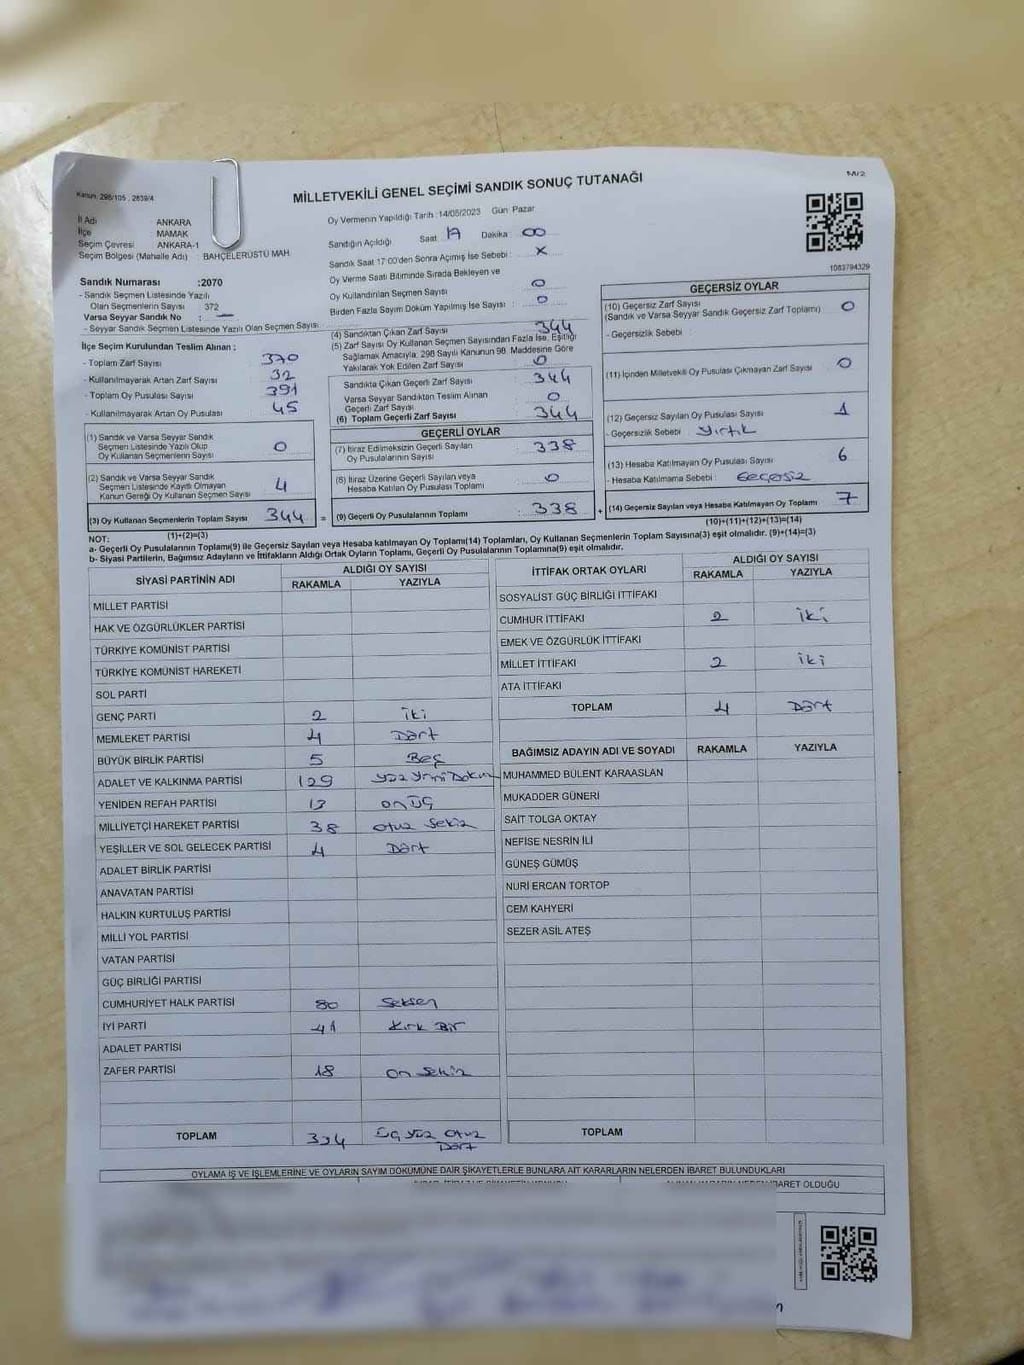 M/2
Kanun: 298/105 , 2839/4
MİLLETVEKİLİ GENEL SEÇİMİ SANDIK SONUÇ TUTANAĞI
İl Adı ANKARA
İlçe MAMAK
Seçim Çevresi ANKARA-1
Seçim Bölgesi (Mahalle Adı) : BAHÇELERÜSTÜ MAH.
Oy Vermenin Yapıldığı Tarih :14/05/2023 Gün: Pazar
Sandığın Açıldığı Saat 17 Dakika 00
Sandık Saat 17:00'den Sonra Açımış İse Sebebi : X
Oy Verme Saati Bitiminde Sırada Bekleyen ve
Oy Kullandırılan Seçmen Sayısı : 0
Birden Fazla Sayım Döküm Yapılmış İse Sayısı : 0
1083794329
Sandık Numarası :2070
- Sandık Seçmen Listesinde Yazılı
Olan Seçmenlerin Sayısı 372
Varsa Seyyar Sandık No : —
- Seyyar Sandık Seçmen Listesinde Yazılı Olan Seçmen Sayısı :
İlçe Seçim Kurulundan Teslim Alınan :
- Toplam Zarf Sayısı : 370
- Kullanılmayarak Artan Zarf Sayısı : 32
- Toplam Oy Pusulası Sayısı : 391
- Kullanılmayarak Artan Oy Pusulası : 45
(1) Sandık ve Varsa Seyyar Sandık
Seçmen Listesinde Yazılı Olup
Oy Kullanan Seçmenlerin Sayısı : 0
(2) Sandık ve Varsa Seyyar Sandık
Seçmen Listesinde Kayıtlı Olmayan
Kanun Gereği Oy Kullanan Seçmen Sayısı : 4
(3) Oy Kullanan Seçmenlerin Toplam Sayısı : 344 =
(1)+(2)=(3)
(4) Sandıktan Çıkan Zarf Sayısı : 344
(5) Zarf Sayısı Oy Kullanan Seçmen Sayısından Fazla İse, Eşitliği
Sağlamak Amacıyla; 298 Sayılı Kanunun 98. Maddesine Göre
Yakılarak Yok Edilen Zarf Sayısı : 0
Sandıkta Çıkan Geçerli Zarf Sayısı : 344
Varsa Seyyar Sandıktan Teslim Alınan
Geçerli Zarf Sayısı : 0
(6) Toplam Geçerli Zarf Sayısı : 344
GEÇERLİ OYLAR
(7) İtiraz Edilmeksizin Geçerli Sayılan
Oy Pusulalarının Sayısı : 338
(8) İtiraz Üzerine Geçerli Sayılan veya
Hesaba Katılan Oy Pusulası Toplamı : 0
(9) Geçerli Oy Pusulalarının Toplamı : 338 +
GEÇERSİZ OYLAR
(10) Geçersiz Zarf Sayısı
(Sandık ve Varsa Seyyar Sandık Geçersiz Zarf Toplamı) : 0
- Geçersizlik Sebebi :
(11) İçinden Milletvekili Oy Pusulası Çıkmayan Zarf Sayısı : 0
(12) Geçersiz Sayılan Oy Pusulası Sayısı : 1
- Geçersizlik Sebebi : yırtık
(13) Hesaba Katılmayan Oy Pusulası Sayısı : 6
- Hesaba Katılmama Sebebi : Geçersiz
(14) Geçersiz Sayılan veya Hesaba Katılmayan Oy Toplamı : 7
(10)+(11)+(12)+(13)=(14)
NOT:
a- Geçerli Oy Pusulalarının Toplamı(9) ile Geçersiz Sayılan veya Hesaba katılmayan Oy Toplamı(14) Toplamları, Oy Kullanan Seçmenlerin Toplam Sayısına(3) eşit olmalıdır. (9)+(14)=(3)
b- Siyasi Partilerin, Bağımsız Adayların ve İttifakların Aldığı Ortak Oyların Toplamı, Geçerli Oy Pusulalarının Toplamına(9) eşit olmalıdır.
SİYASİ PARTİNİN ADI ALDIĞI OY SAYISI
RAKAMLA YAZIYLA
MİLLET PARTİSİ
HAK VE ÖZGÜRLÜKLER PARTİSİ
TÜRKİYE KOMÜNİST PARTİSİ
TÜRKİYE KOMÜNİST HAREKETİ
SOL PARTİ
GENÇ PARTİ 2 iki
MEMLEKET PARTİSİ 4 Dört
BÜYÜK BİRLİK PARTİSİ 5 Beş
ADALET VE KALKINMA PARTİSİ 129 yüz yirmi Dokuz
YENİDEN REFAH PARTİSİ 13 on üç
MİLLİYETÇİ HAREKET PARTİSİ 38 otuz sekiz
YEŞİLLER VE SOL GELECEK PARTİSİ 4 Dört
ADALET BİRLİK PARTİSİ
ANAVATAN PARTİSİ
HALKIN KURTULUŞ PARTİSİ
MİLLİ YOL PARTİSİ
VATAN PARTİSİ
GÜÇ BİRLİĞİ PARTİSİ
CUMHURİYET HALK PARTİSİ 80 seksen
İYİ PARTİ 41 kırk Bir
ADALET PARTİSİ
ZAFER PARTİSİ 18 on sekiz
TOPLAM 334 üç yüz otuz
Dört
İTTİFAK ORTAK OYLARI ALDIĞI OY SAYISI
RAKAMLA YAZIYLA
SOSYALİST GÜÇ BİRLİĞİ İTTİFAKI
CUMHUR İTTİFAKI 2 iki
EMEK VE ÖZGÜRLÜK İTTİFAKI
MİLLET İTTİFAKI 2 iki
ATA İTTİFAKI
TOPLAM 4 Dört
BAĞIMSIZ ADAYIN ADI VE SOYADI RAKAMLA YAZIYLA
MUHAMMED BÜLENT KARAASLAN
MUKADDER GÜNERİ
SAİT TOLGA OKTAY
NEFİSE NESRİN İLİ
GÜNEŞ GÜMÜŞ
NURİ ERCAN TORTOP
CEM KAHYERİ
SEZER ASİL ATEŞ
TOPLAM
OYLAMA İŞ VE İŞLEMLERİNE VE OYLARIN SAYIM DÖKÜMÜNE DAİR ŞİKAYETLERLE BUNLARA AİT KARARLARIN NELERDEN İBARET BULUNDUKLARI
İBARET OLDUĞU